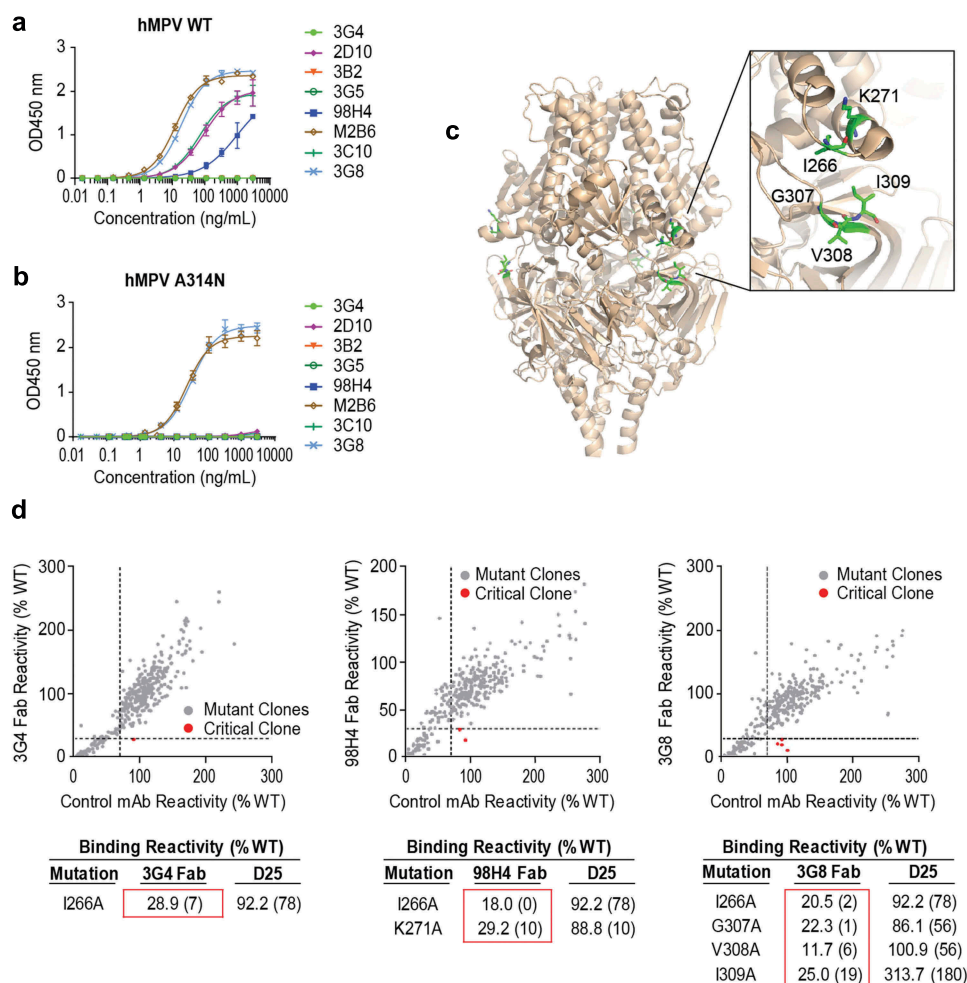 a
hMPV WT
OD450 nm
3
2
1
0
0.01 0.1 1 10 100 1000 10000
Concentration (ng/mL)
3G4
2D10
3B2
3G5
98H4
M2B6
3C10
3G8
b
hMPV A314N
OD450 nm
3
2
1
0
0.01 0.1 1 10 100 1000 10000
Concentration (ng/mL)
3G4
2D10
3B2
3G5
98H4
M2B6
3C10
3G8
c
K271
I266
I309
G307
V308
d
3G4 Fab Reactivity (% WT)
300
200
100
0
0 100 200 300
Control mAb Reactivity (% WT)
Mutant Clones
Critical Clone
Binding Reactivity (% WT)
Mutation 3G4 Fab D25
I266A 28.9 (7) 92.2 (78)
98H4 Fab Reactivity (% WT)
200
150
100
50
0
0 100 200 300
Control mAb Reactivity (% WT)
Mutant Clones
Critical Clone
Binding Reactivity (% WT)
Mutation 98H4 Fab D25
I266A 18.0 (0) 92.2 (78)
K271A 29.2 (10) 88.8 (10)
3G8 Fab Reactivity (% WT)
300
200
100
0
0 100 200 300
Control mAb Reactivity (% WT)
Mutant Clones
Critical Clone
Binding Reactivity (% WT)
Mutation 3G8 Fab D25
I266A 20.5 (2) 92.2 (78)
G307A 22.3 (1) 86.1 (56)
V308A 11.7 (6) 100.9 (56)
I309A 25.0 (19) 313.7 (180)